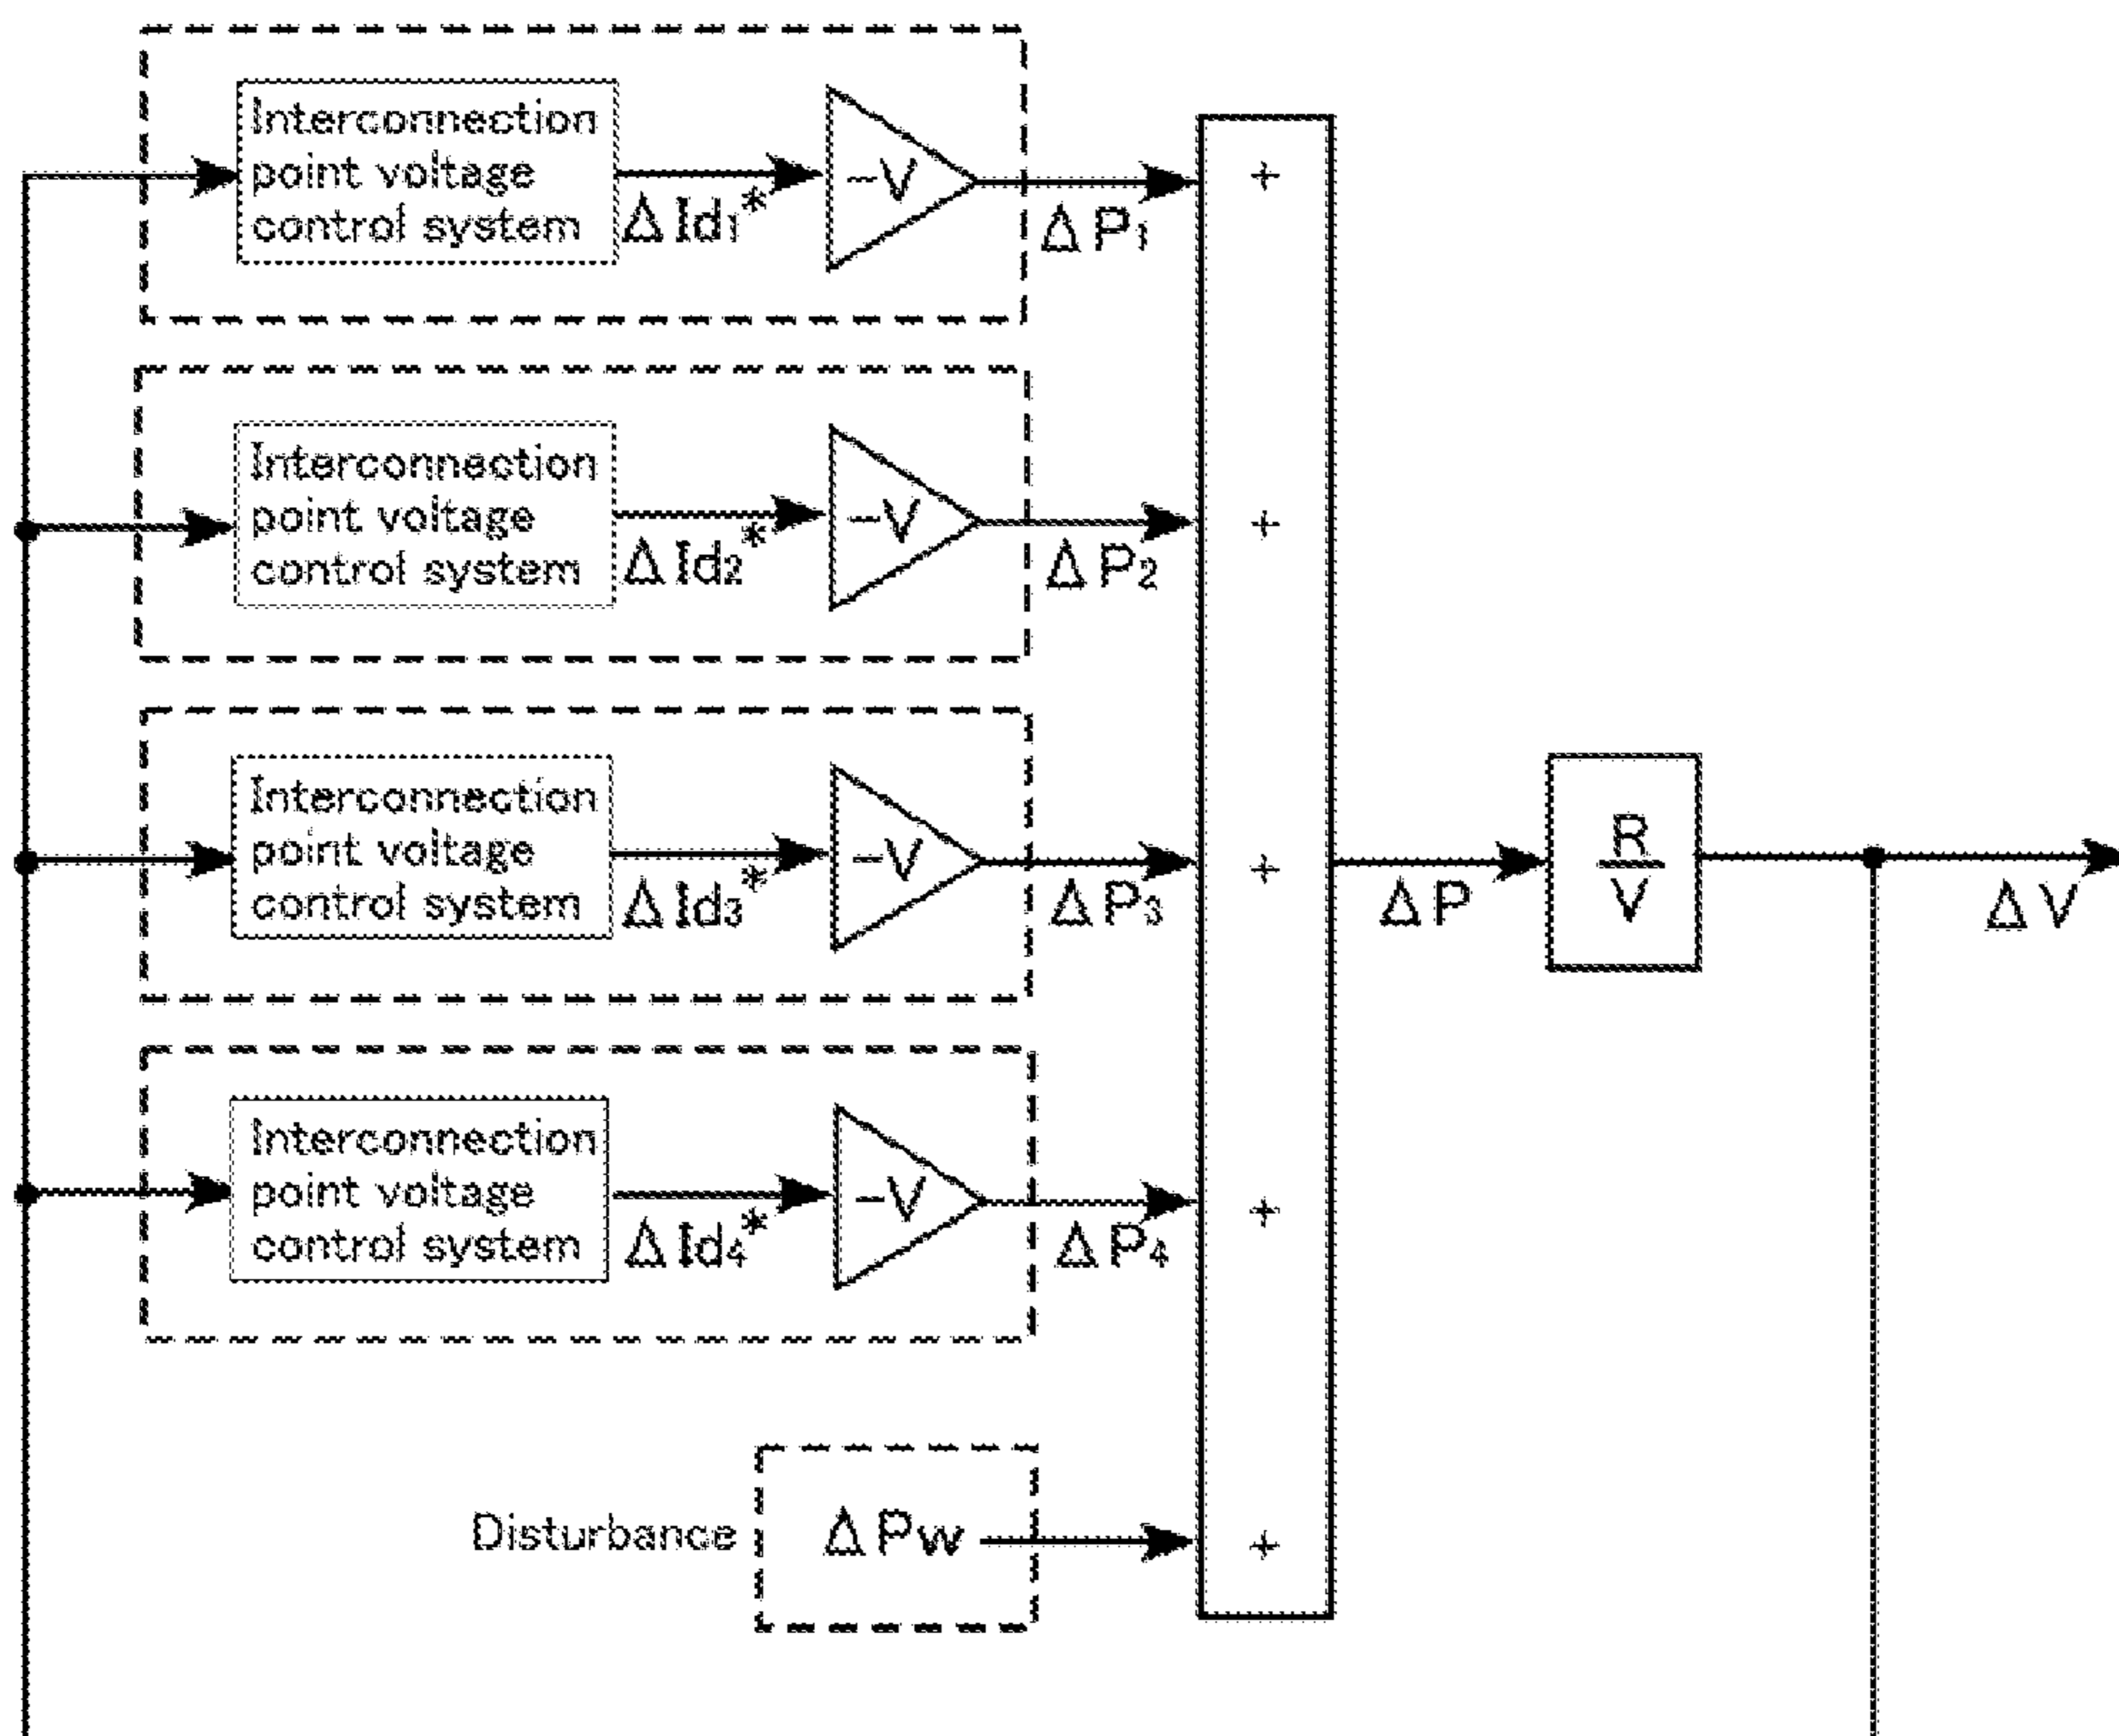 Interconnection
point voltage
control system
ΔId1*
-V
ΔP1
+
Interconnection
point voltage
control system
ΔId2*
-V
ΔP2
+
Interconnection
point voltage
control system
ΔId3*
-V
ΔP3
+
ΔP
R
V
ΔV
Interconnection
point voltage
control system
ΔId4*
-V
ΔP4
+
Disturbance
ΔPw
+